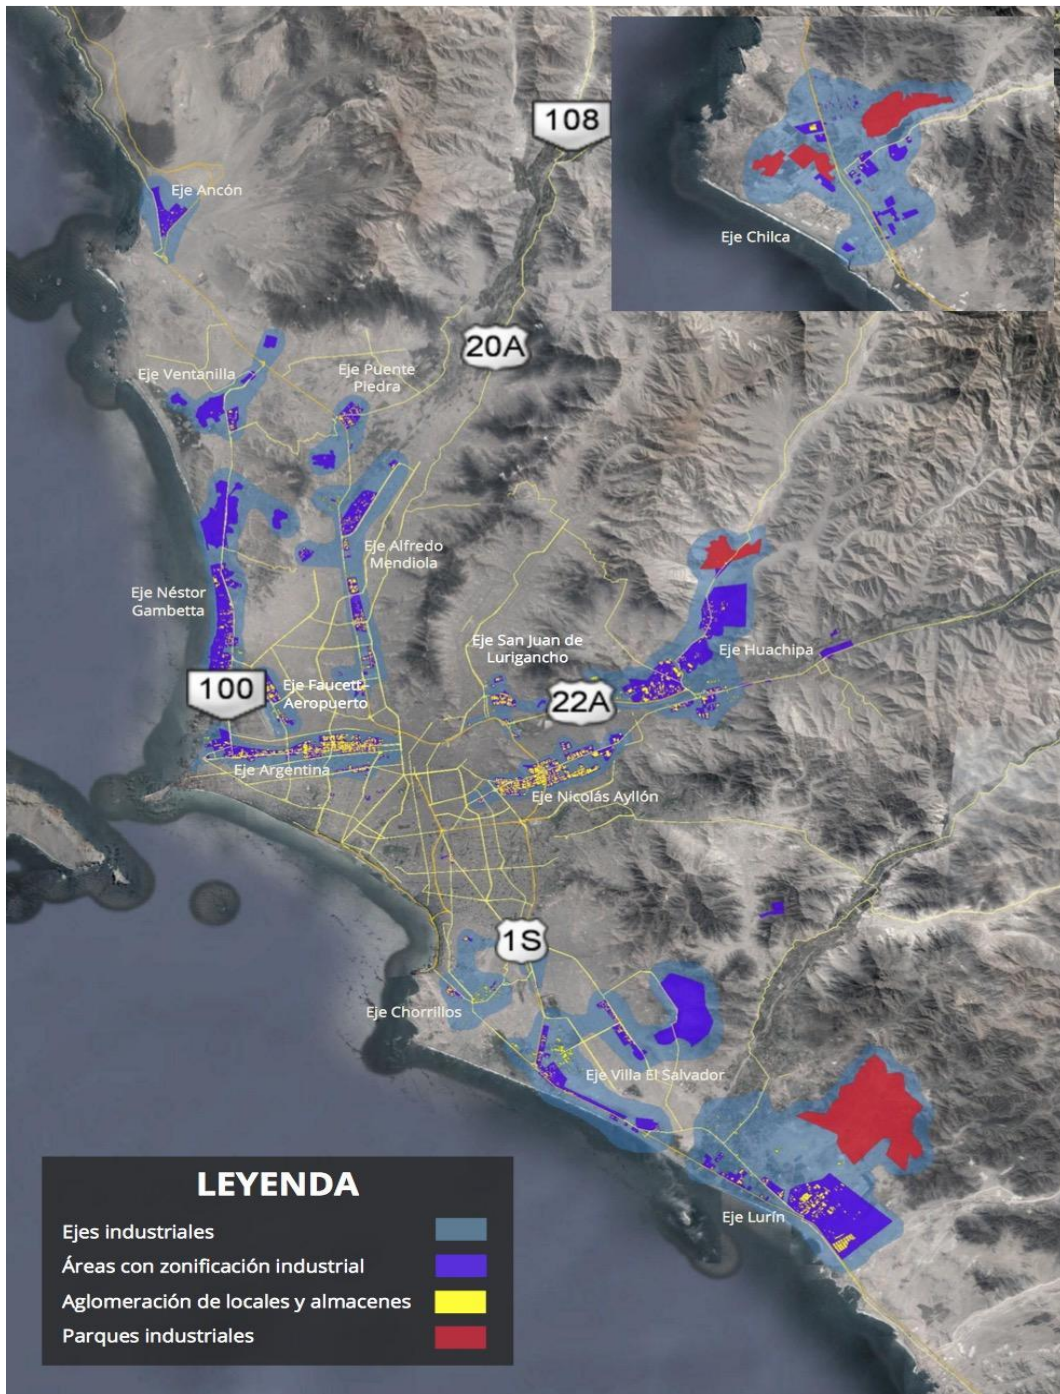 108
Eje Ancón
Eje Chilca
20A
Eje Ventanilla
Eje Puente
Piedra
Eje Alfredo
Mendiola
Eje Néstor
Gambetta
Eje San Juan de
Lurigancho
Eje Huachipa
100
Eje Faucett-
Aeropuerto
22A
Eje Argentina
Eje Nicolás Ayllón
1S
Eje Chorrillos
Eje Villa El Salvador
Eje Lurín
LEYENDA
Ejes industriales
Áreas con zonificación industrial
Aglomeración de locales y almacenes
Parques industriales